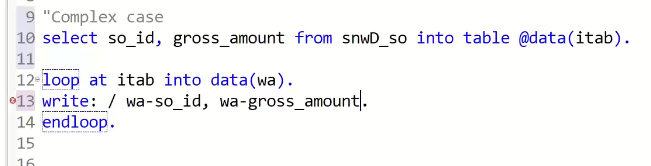 9 "Complex case
10 select so_id, gross_amount from snwD_so into table @data(itab).
11
12 loop at itab into data(wa).
13 write: / wa-so_id, wa-gross_amount.
14 endloop.
15
16